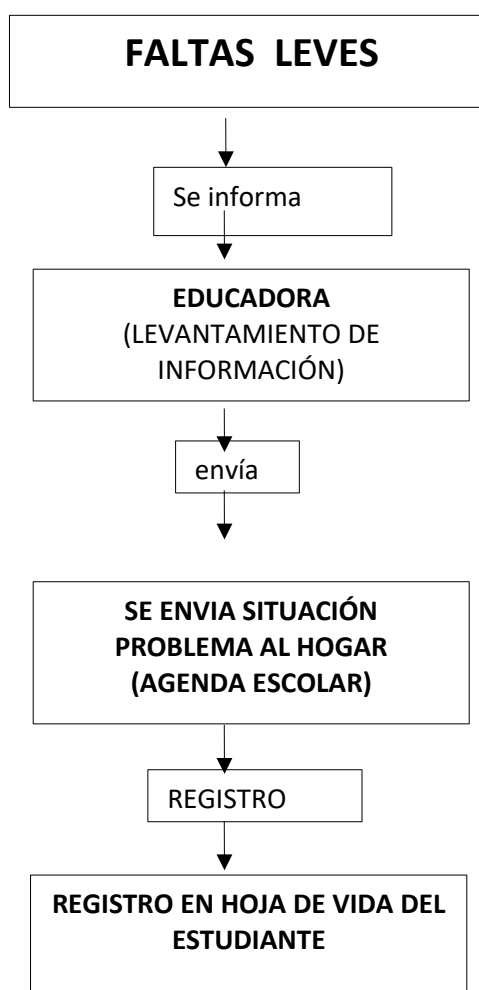 FALTAS LEVES
Se informa
EDUCADORA
(LEVANTAMIENTO DE
INFORMACIÓN)
envía
SE ENVIA SITUACIÓN
PROBLEMA AL HOGAR
(AGENDA ESCOLAR)
REGISTRO
REGISTRO EN HOJA DE VIDA DEL
ESTUDIANTE